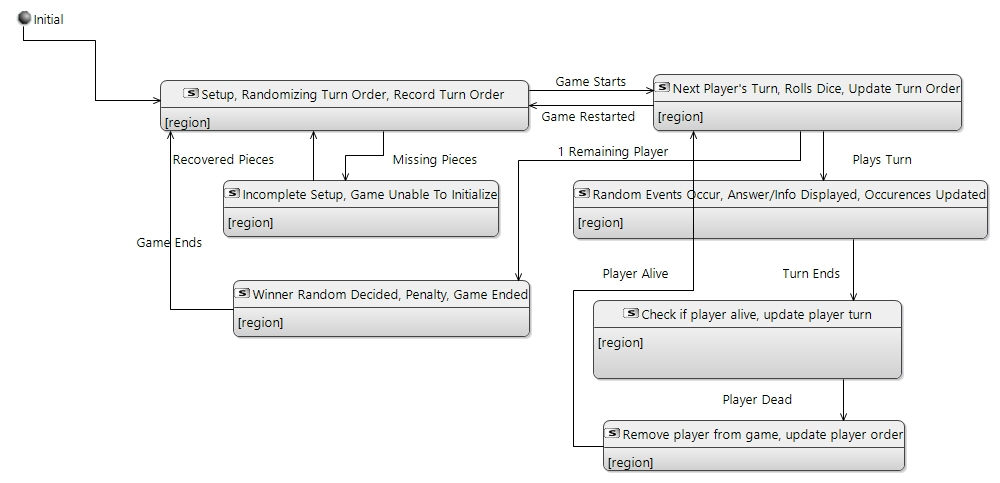 Initial
S Setup, Randomizing Turn Order, Record Turn Order
[region]
Game Starts
Game Restarted
S Next Player's Turn, Rolls Dice, Update Turn Order
[region]
Recovered Pieces
Missing Pieces
1 Remaining Player
Plays Turn
S Incomplete Setup, Game Unable To Initialize
[region]
S Random Events Occur, Answer/Info Displayed, Occurences Updated
[region]
Game Ends
Player Alive
Turn Ends
S Winner Random Decided, Penalty, Game Ended
[region]
S Check if player alive, update player turn
[region]
Player Dead
S Remove player from game, update player order
[region]